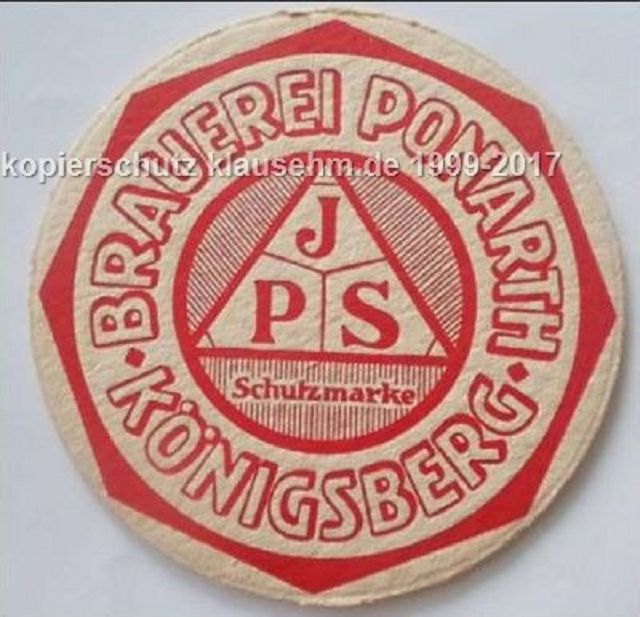 BRAUEREI PONARTH
kopierschutz klausehm.de 1999-2017
J
P S
Schutzmarke
· KÖNIGSBERG ·